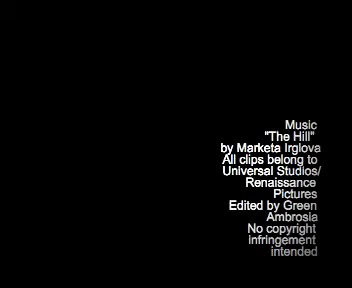 Music
"The Hill"
by Marketa Irglova
All clips belong to
Universal Studios/
Renaissance
Pictures
Edited by Green
Ambrosia
No copyright
infringement
intended